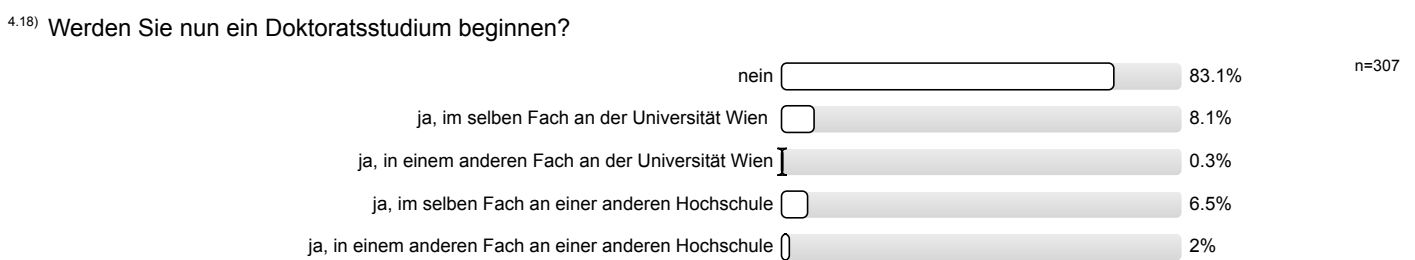 4.18) Werden Sie nun ein Doktoratsstudium beginnen?
nein 83.1% n=307
ja, im selben Fach an der Universität Wien 8.1%
ja, in einem anderen Fach an der Universität Wien 0.3%
ja, im selben Fach an einer anderen Hochschule 6.5%
ja, in einem anderen Fach an einer anderen Hochschule 2%